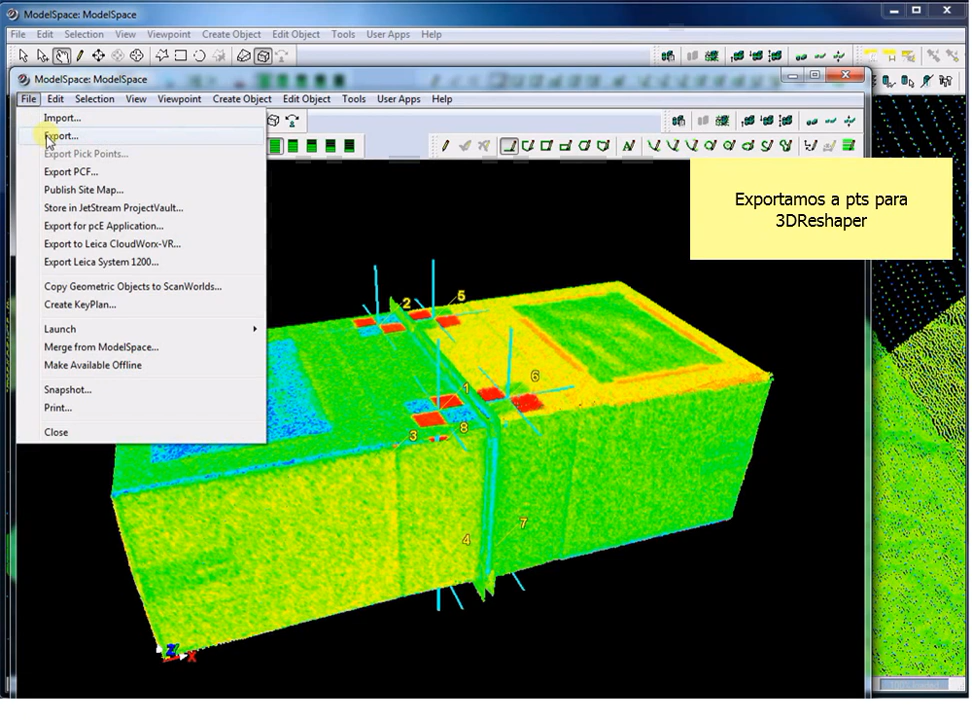 ModelSpace: ModelSpace
File Edit Selection View Viewpoint Create Object Edit Object Tools User Apps Help
ModelSpace: ModelSpace
File Edit Selection View Viewpoint Create Object Edit Object Tools User Apps Help
Import...
Export...
Export Pick Points...
Export PCF...
Publish Site Map...
Store in JetStream ProjectVault...
Export for pcE Application...
Export to Leica CloudWorx-VR...
Export Leica System 1200...
Copy Geometric Objects to ScanWorlds...
Create KeyPlan...
Launch
Merge from ModelSpace...
Make Available Offline
Snapshot...
Print...
Close
Exportamos a pts para
3DReshaper
2
5
6
1
8
3
7
4
Z
X